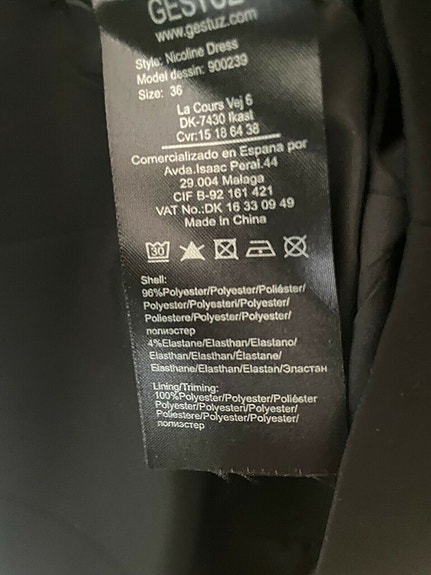 GESTUZ
www.gestuz.com
Style: Nicoline Dress
Model dessin: 900239
Size: 36
La Cours Vej 6
DK-7430 Ikast
Cvr:15 18 64 38
Comercializado en Espana por
Avda.Isaac Peral.44
29.004 Malaga
CIF B-92 161 421
VAT No.:DK 16 33 09 49
Made in China
30
Shell:
96%Polyester/Polyester/Poliéster/
Polyester/Polyesteri/Polyester/
Poliestere/Polyester/Polyester/
полиэстер
4%Elastane/Elasthan/Elastano/
Elasthan/Elasthan/Élastane/
Elasthane/Elasthan/Elastan/Эластан
Lining/Triming:
100%Polyester/Polyester/Poliéster
Polyester/Polyesteri/Polyester/
Poliestere/Polyester/Polyester/
полиэстер